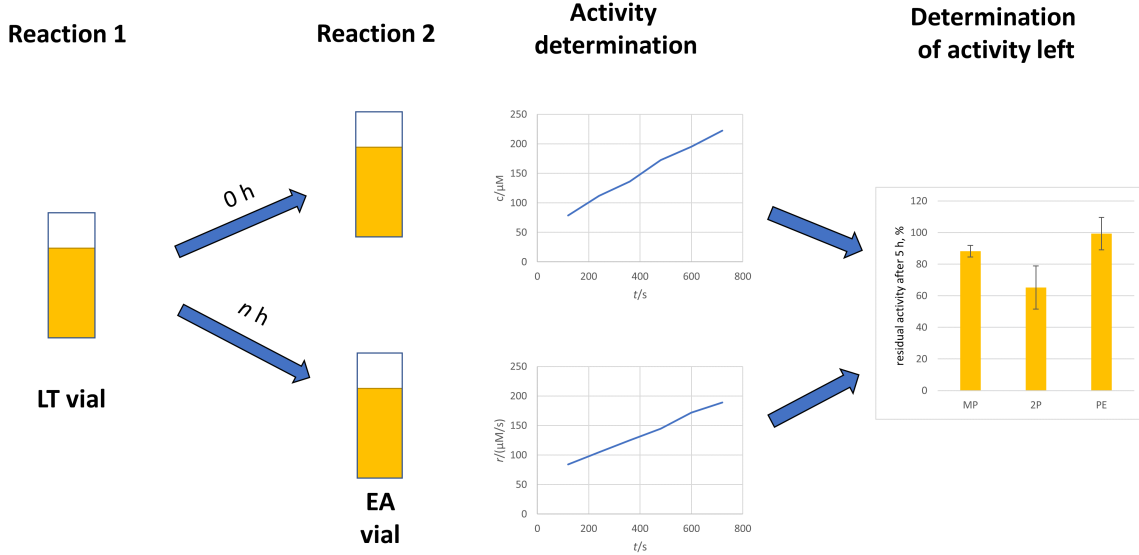 Reaction 1
Reaction 2
Activity
determination
Determination
of activity left
0 h
n h
LT vial
EA
vial
c/µM
250
200
150
100
50
0
0 200 400 600 800
t/s
r/(µM/s)
250
200
150
100
50
0
0 200 400 600 800
t/s
residual activity after 5 h, %
120
100
80
60
40
20
0
MP 2P PE